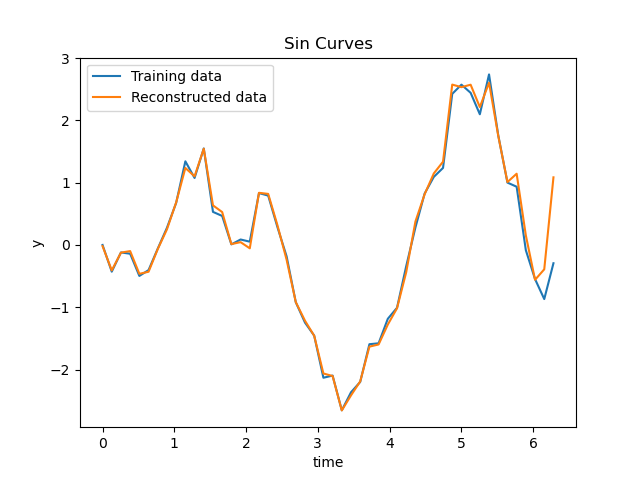 Sin Curves
Training data
Reconstructed data
3
2
1
0
−1
−2
y
0 1 2 3 4 5 6
time